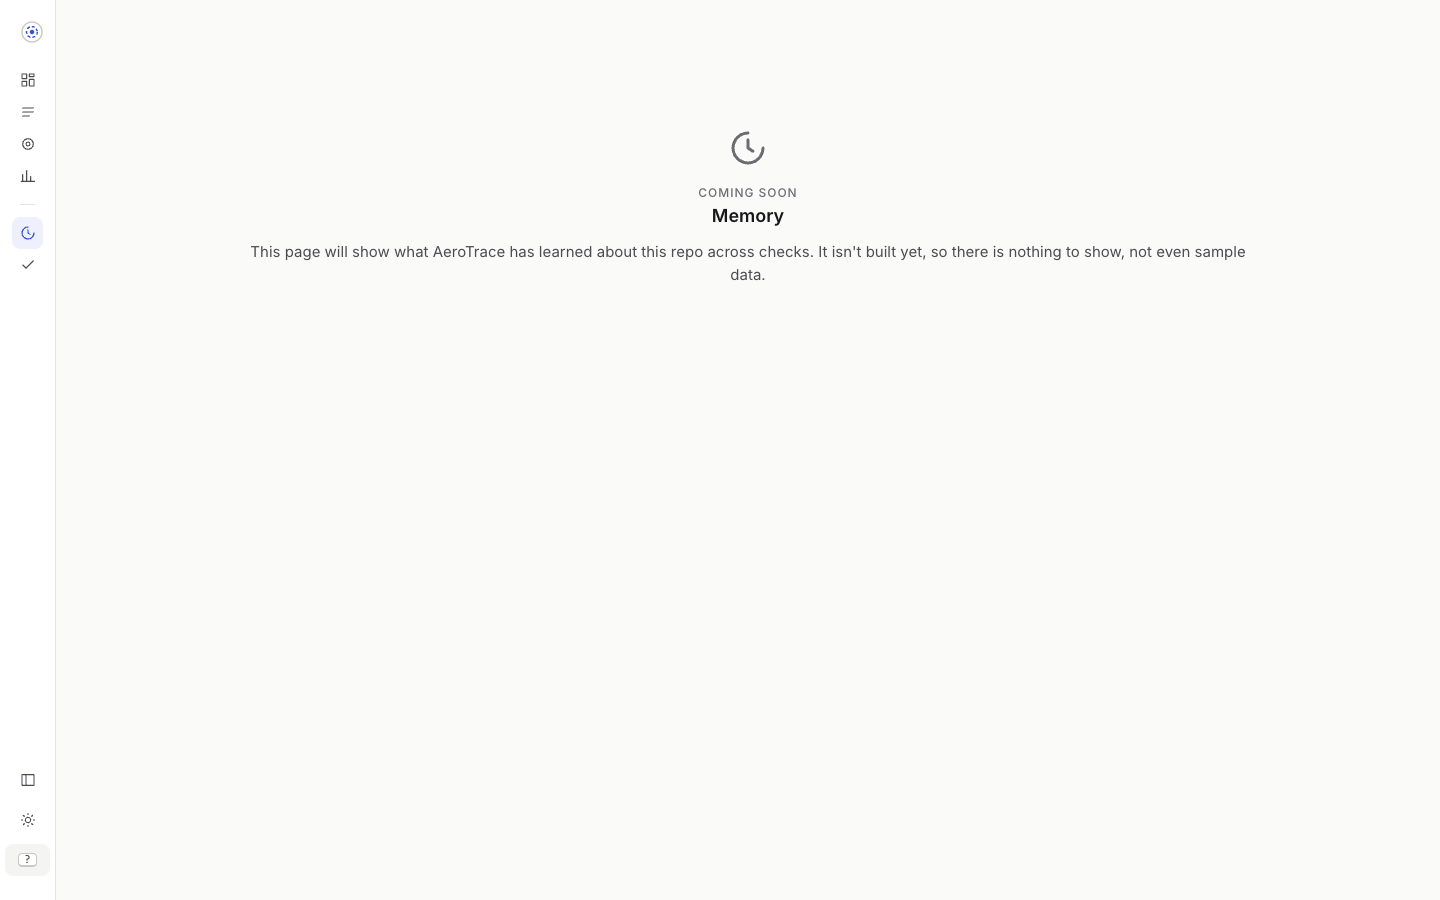 COMING SOON
Memory
This page will show what AeroTrace has learned about this repo across checks. It isn't built yet, so there is nothing to show, not even sample
data.
?